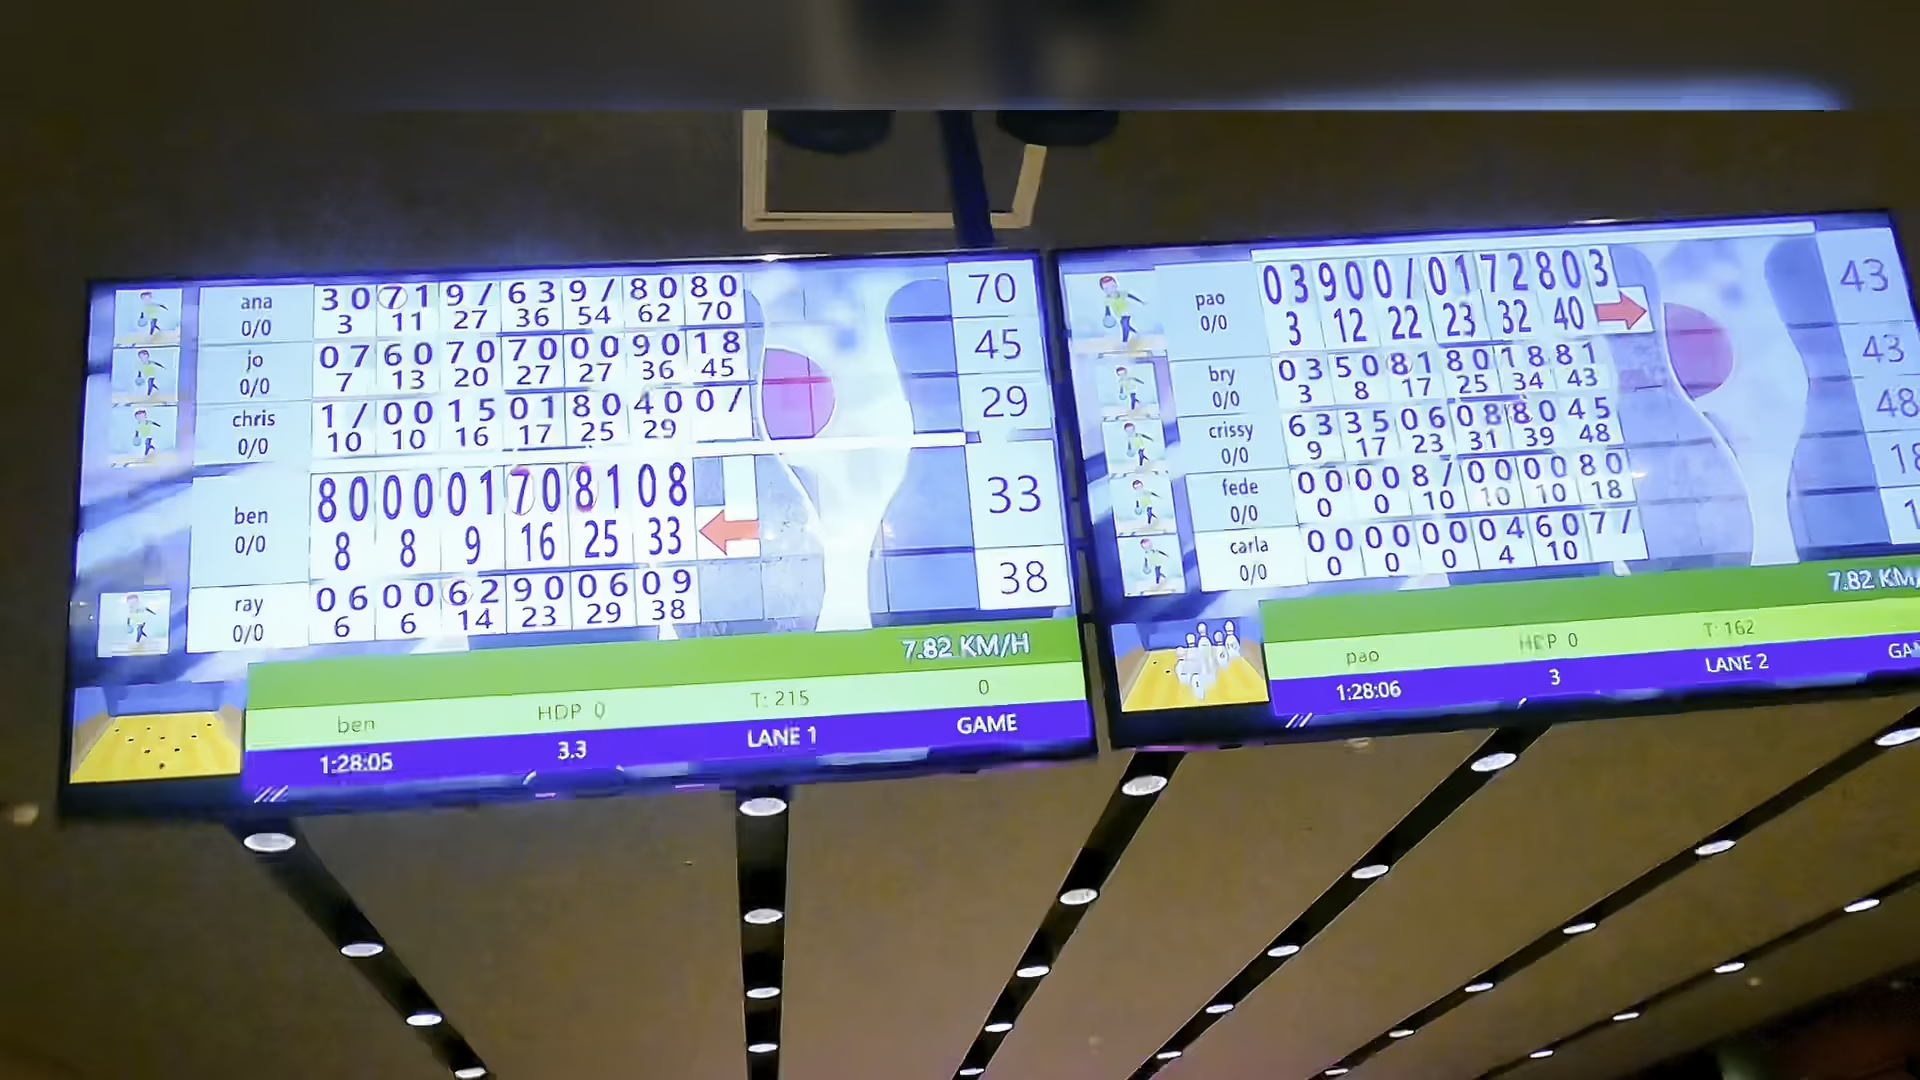 ana 3 0 7 1 9 / 6 3 9 / 8 0 8 0 70
0/0 3 11 27 36 54 62 70
jo 0 7 6 0 7 0 7 0 0 0 9 0 1 8 45
0/0 7 13 20 27 27 36 45
chris 1 / 0 0 1 5 0 1 8 0 4 0 0 / 29
0/0 10 10 16 17 25 29
ben 8 0 0 0 0 1 7 0 8 1 0 8 33
0/0 8 8 9 16 25 33
ray 0 6 0 0 6 2 9 0 0 6 0 9 38
0/0 6 6 14 23 29 38
7.82 KM/H
ben HDP 0 T: 215 0
1:28:05 3.3 LANE 1 GAME
pao 0 3 9 0 0 / 0 1 7 2 8 0 3 43
0/0 3 12 22 23 32 40
bry 0 3 5 0 8 1 8 0 1 8 8 1 43
0/0 3 8 17 25 34 43
crissy 6 3 3 5 0 6 0 8 8 0 4 5 48
0/0 9 17 23 31 39 48
fede 0 0 0 0 8 / 0 0 0 0 8 0 18
0/0 0 0 10 10 10 18
carla 0 0 0 0 0 0 0 4 6 0 7 /
0/0 0 0 0 4 10
7.82 KM/
pao HDP 0 T: 162
1:28:06 3 LANE 2 GA